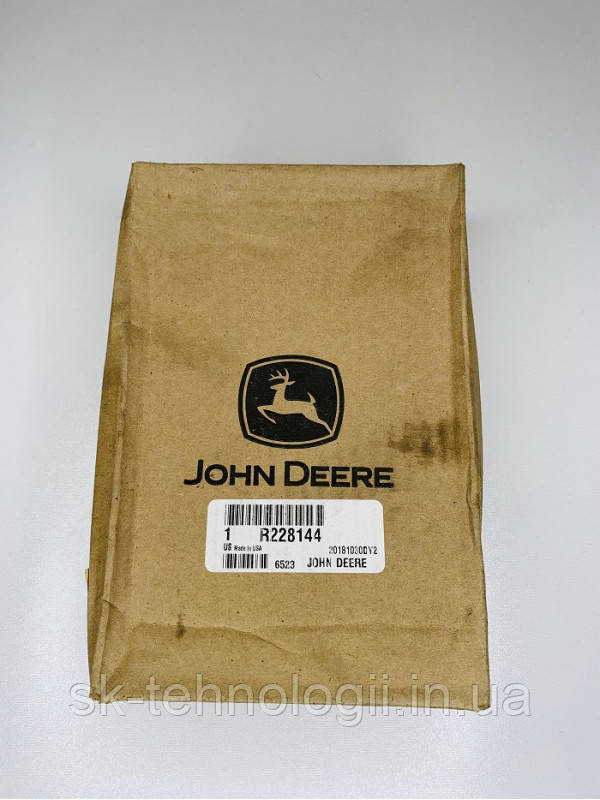 JOHN DEERE
1 R228144
US Made in USA 20181030DY2
6523 JOHN DEERE
sk-tehnologii.in.ua